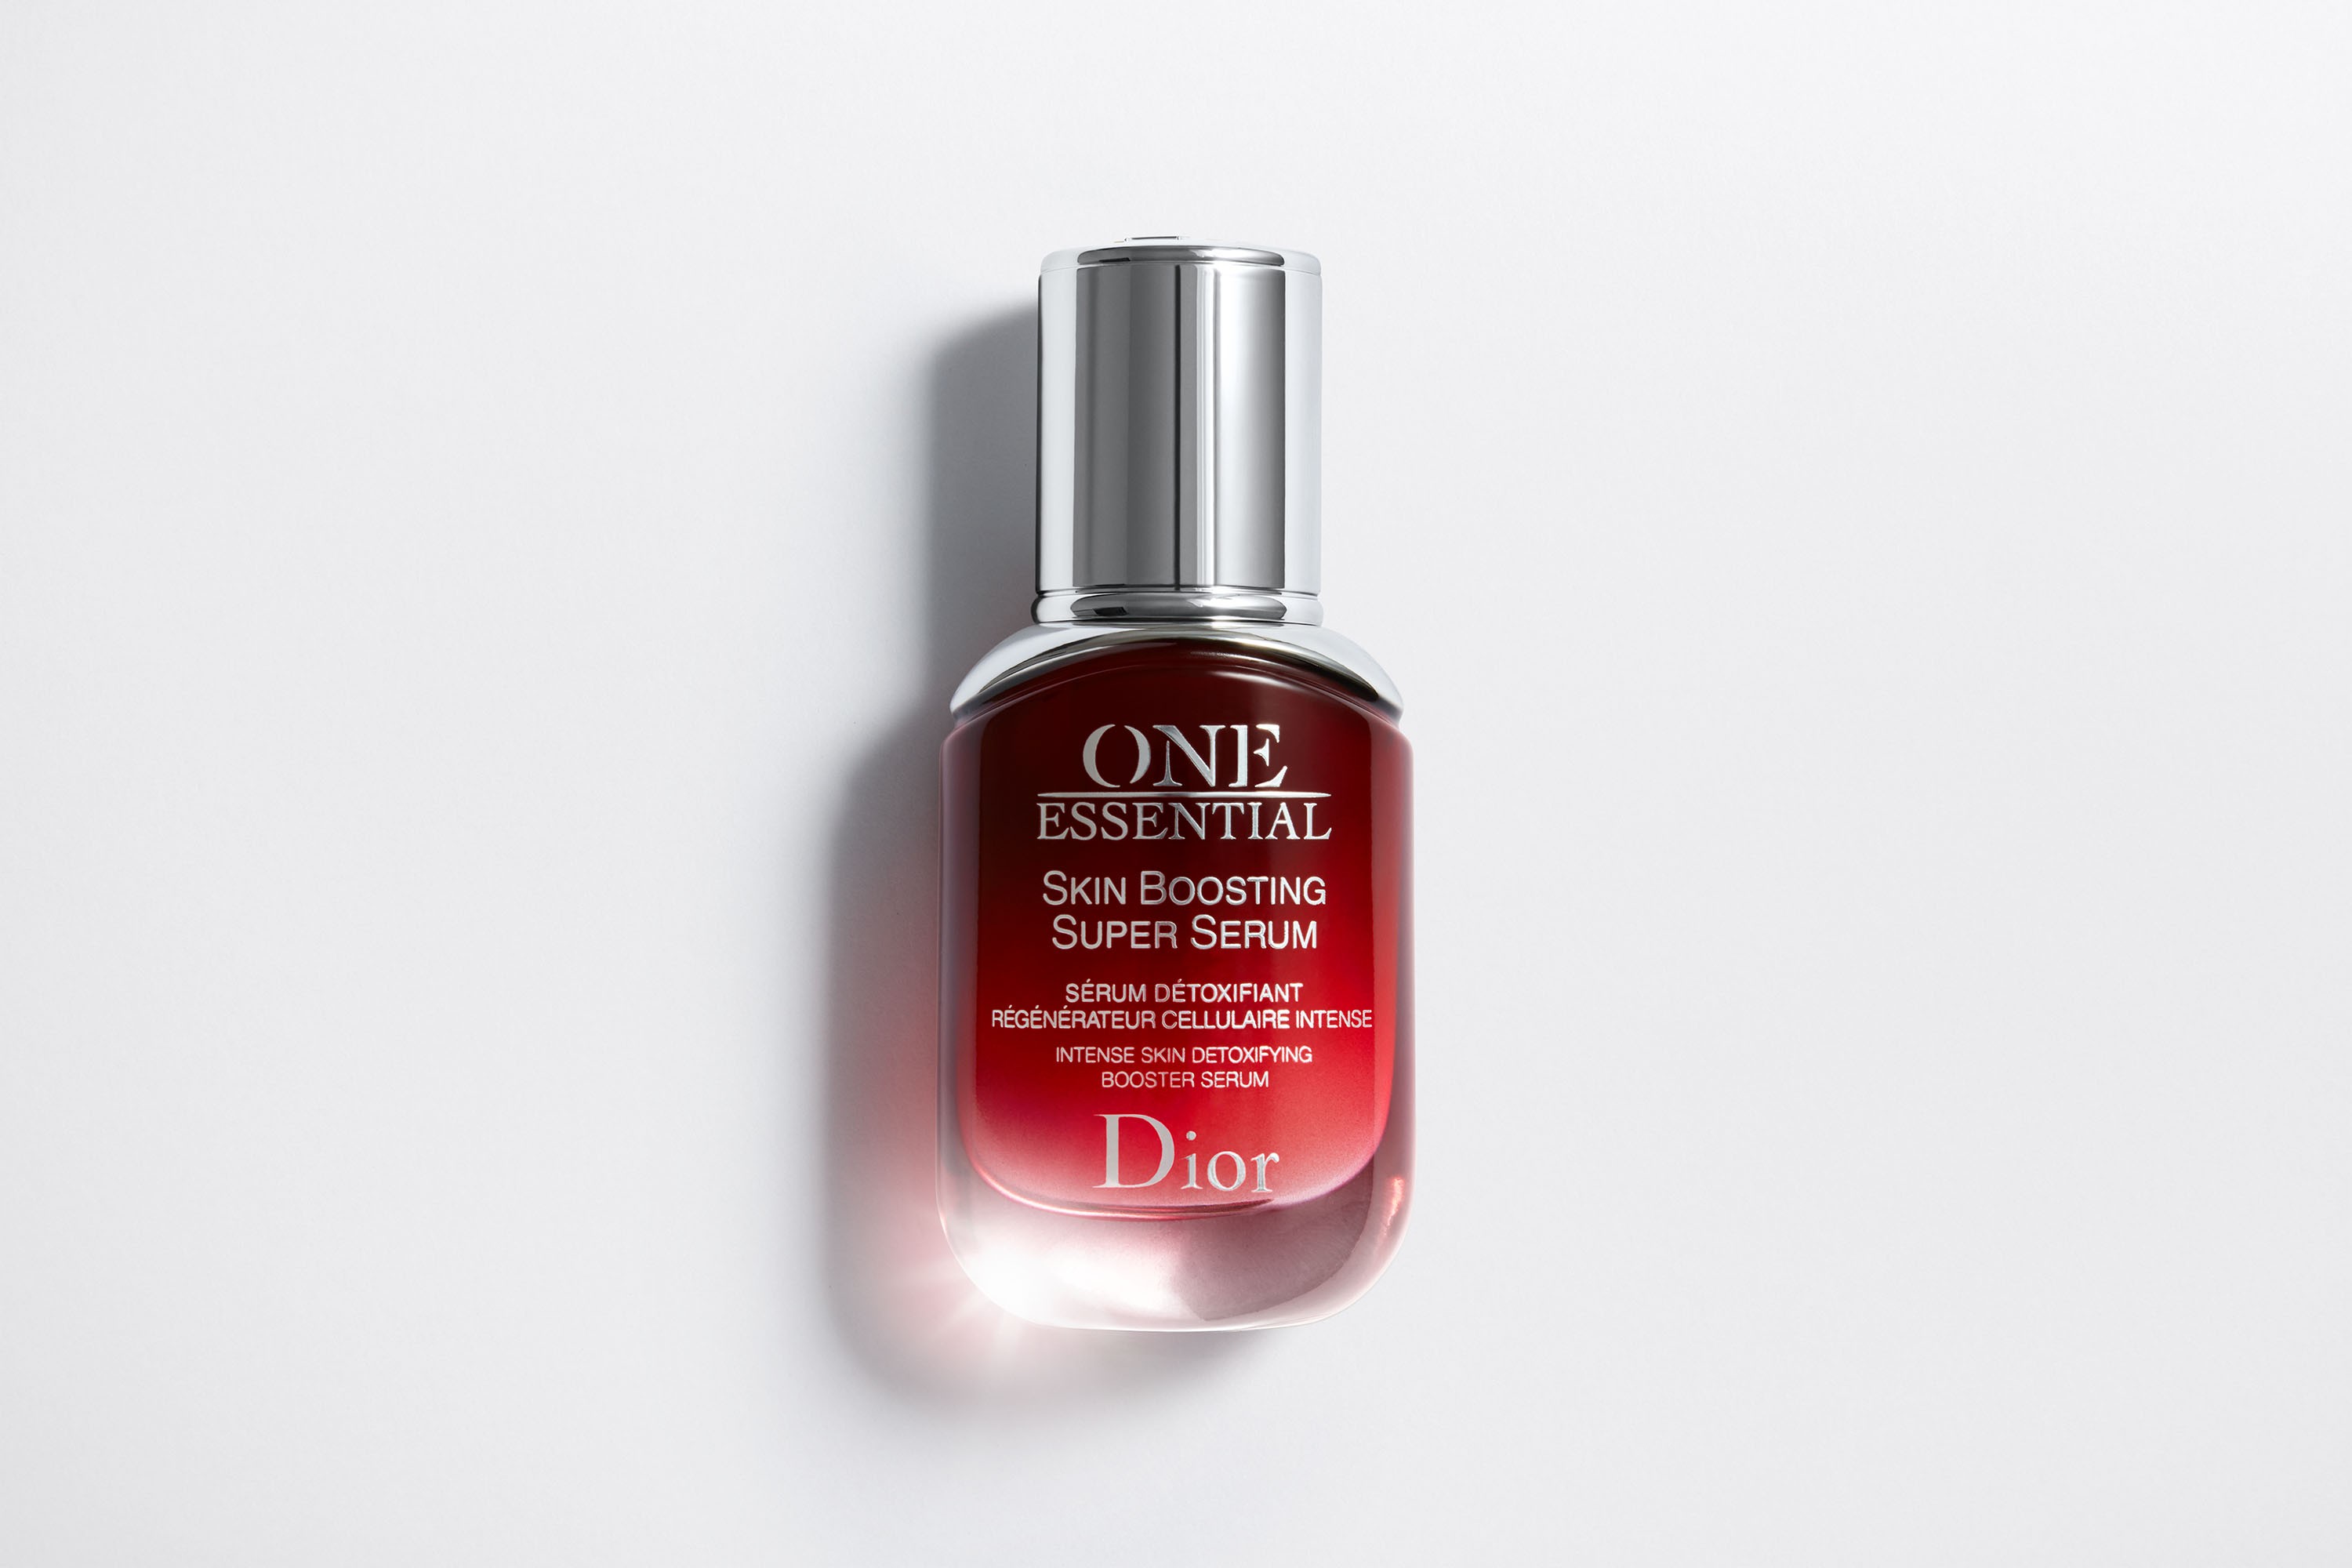 ONE
ESSENTIAL
SKIN BOOSTING
SUPER SERUM
SÉRUM DÉTOXIFIANT
RÉGÉNÉRATEUR CELLULAIRE INTENSE
INTENSE SKIN DETOXIFYING
BOOSTER SERUM
Dior